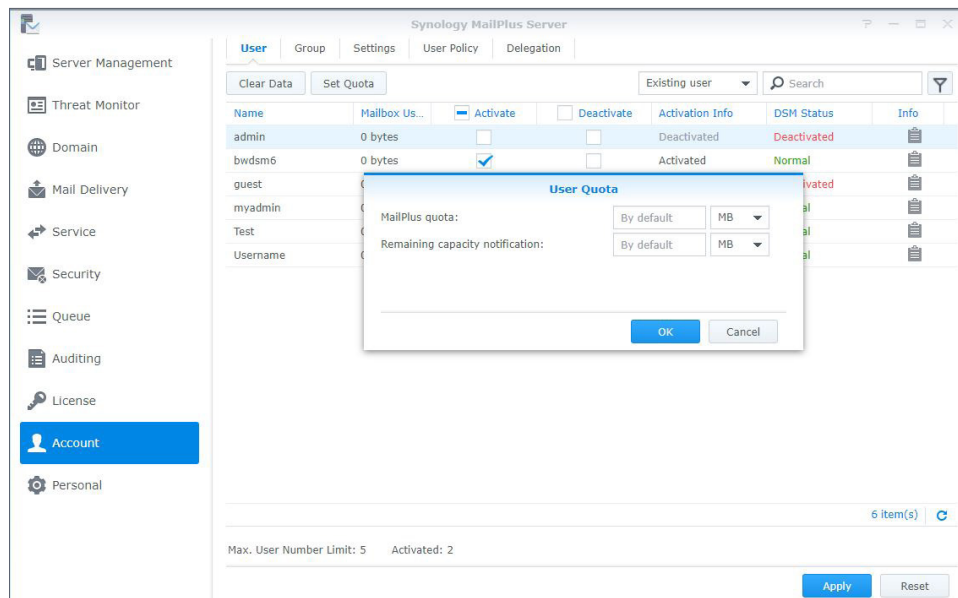 Synology MailPlus Server
Server Management
Threat Monitor
Domain
Mail Delivery
Service
Security
Queue
Auditing
License
Account
Personal
User Group Settings User Policy Delegation
Clear Data Set Quota Existing user Search
Name Mailbox Us... Activate Deactivate Activation Info DSM Status Info
admin 0 bytes Deactivated Deactivated
bwdsm6 0 bytes Activated Normal
guest
myadmin
Test
Username
User Quota
MailPlus quota: By default MB
Remaining capacity notification: By default MB
OK Cancel
6 item(s)
Max. User Number Limit: 5 Activated: 2
Apply Reset